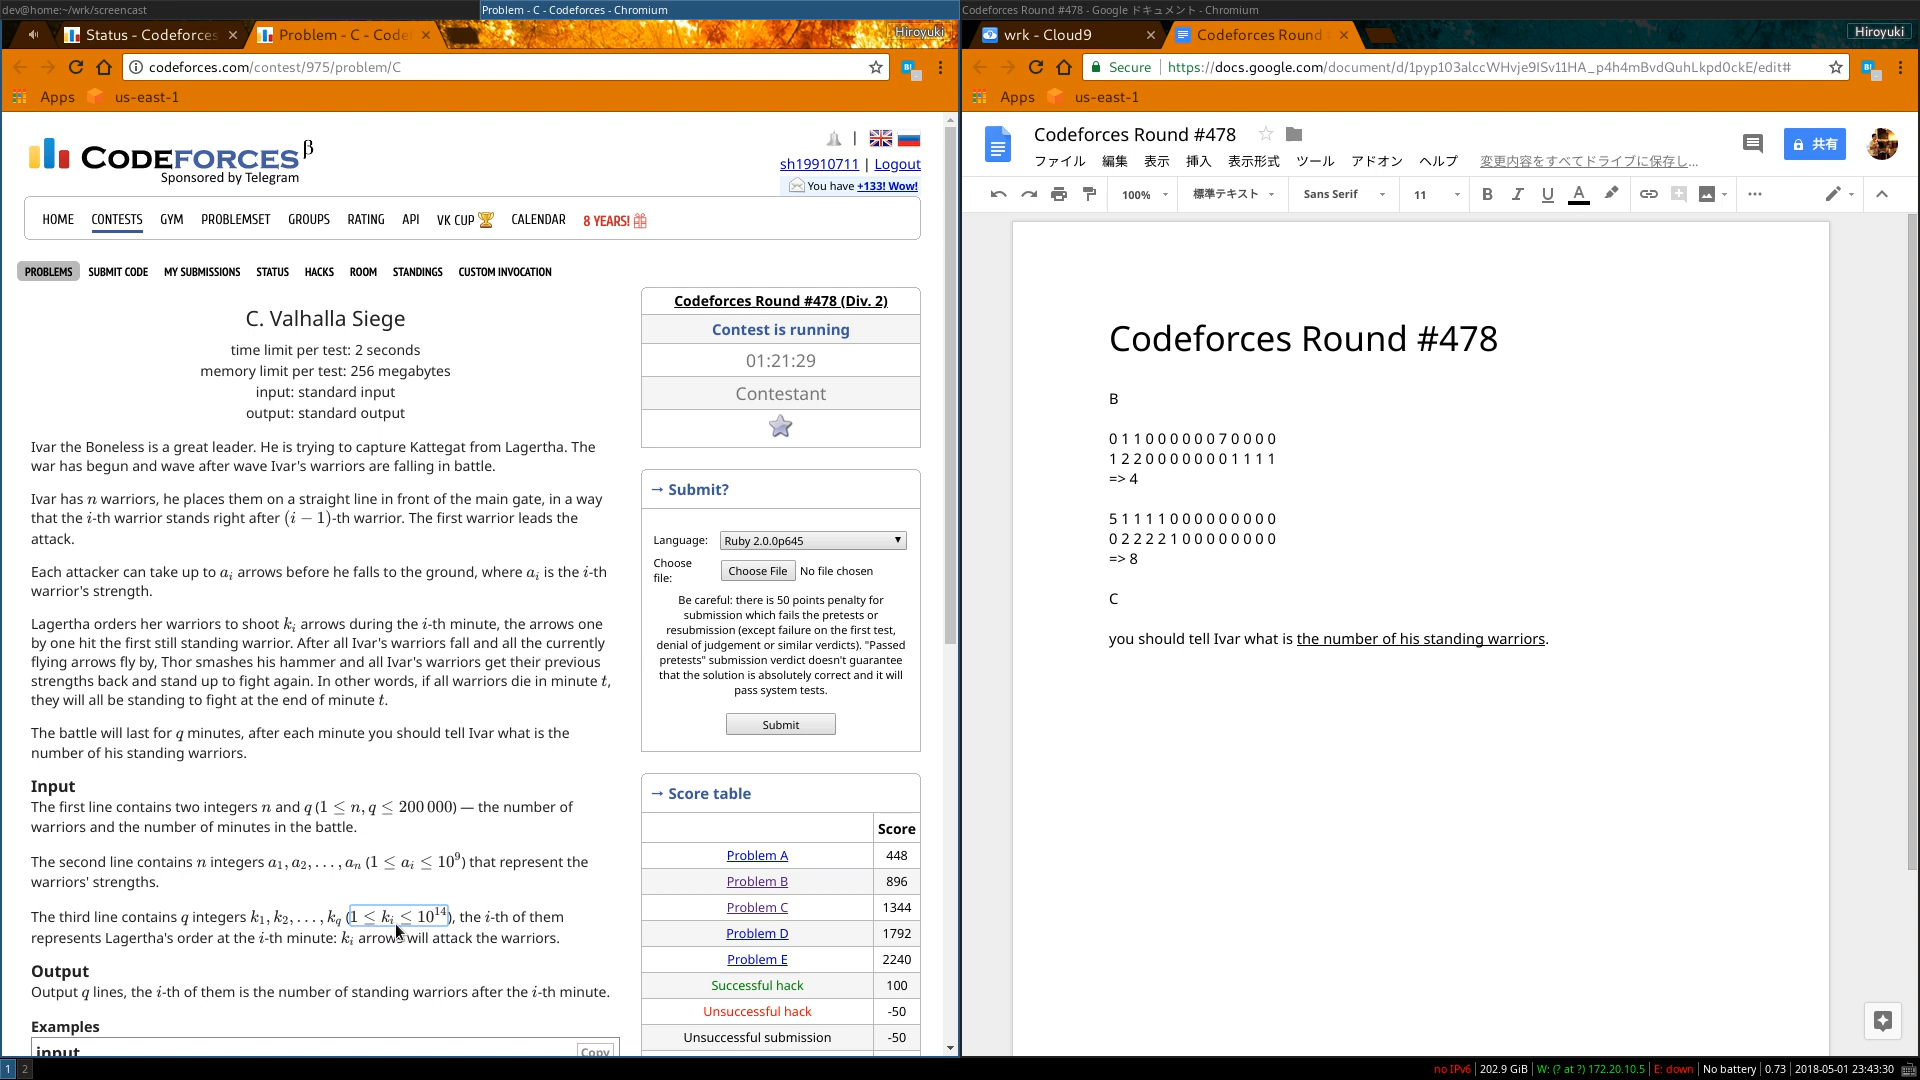 dev@home:~/wrk/screencast
Problem - C - Codeforces - Chromium
Codeforces Round #478 - Google ドキュメント - Chromium
Status - Codeforces
Problem - C - Code
Hiroyuki
codeforces.com/contest/975/problem/C
Apps
us-east-1
CODEFORCES β
Sponsored by Telegram
sh19910711 | Logout
You have +133! Wow!
HOME CONTESTS GYM PROBLEMSET GROUPS RATING API VK CUP CALENDAR 8 YEARS!
PROBLEMS SUBMIT CODE MY SUBMISSIONS STATUS HACKS ROOM STANDINGS CUSTOM INVOCATION
C. Valhalla Siege
time limit per test: 2 seconds
memory limit per test: 256 megabytes
input: standard input
output: standard output
Ivar the Boneless is a great leader. He is trying to capture Kattegat from Lagertha. The
war has begun and wave after wave Ivar's warriors are falling in battle.
Ivar has n warriors, he places them on a straight line in front of the main gate, in a way
that the i-th warrior stands right after (i − 1)-th warrior. The first warrior leads the
attack.
Each attacker can take up to aᵢ arrows before he falls to the ground, where aᵢ is the i-th
warrior's strength.
Lagertha orders her warriors to shoot kᵢ arrows during the i-th minute, the arrows one
by one hit the first still standing warrior. After all Ivar's warriors fall and all the currently
flying arrows fly by, Thor smashes his hammer and all Ivar's warriors get their previous
strengths back and stand up to fight again. In other words, if all warriors die in minute t,
they will all be standing to fight at the end of minute t.
The battle will last for q minutes, after each minute you should tell Ivar what is the
number of his standing warriors.
Input
The first line contains two integers n and q (1 ≤ n, q ≤ 200 000) — the number of
warriors and the number of minutes in the battle.
The second line contains n integers a₁, a₂, . . . , aₙ (1 ≤ aᵢ ≤ 10⁹) that represent the
warriors' strengths.
The third line contains q integers k₁, k₂, . . . , k_q (1 ≤ kᵢ ≤ 10¹⁴), the i-th of them
represents Lagertha's order at the i-th minute: kᵢ arrows will attack the warriors.
Output
Output q lines, the i-th of them is the number of standing warriors after the i-th minute.
Examples
input
Copy
Codeforces Round #478 (Div. 2)
Contest is running
01:21:29
Contestant
→ Submit?
Language: Ruby 2.0.0p645
Choose file: Choose File No file chosen
Be careful: there is 50 points penalty for
submission which fails the pretests or
resubmission (except failure on the first test,
denial of judgement or similar verdicts). "Passed
pretests" submission verdict doesn't guarantee
that the solution is absolutely correct and it will
pass system tests.
Submit
→ Score table
Score
Problem A 448
Problem B 896
Problem C 1344
Problem D 1792
Problem E 2240
Successful hack 100
Unsuccessful hack -50
Unsuccessful submission -50
wrk - Cloud9
Codeforces Round
Hiroyuki
Secure https://docs.google.com/document/d/1pyp103alccWHvje9ISv11HA_p4h4mBvdQuhLkpd0ckE/edit#
Apps
us-east-1
Codeforces Round #478
ファイル 編集 表示 挿入 表示形式 ツール アドオン ヘルプ 変更内容をすべてドライブに保存し...
共有
100% 標準テキスト Sans Serif 11 B I U A
Codeforces Round #478
B
0 1 1 0 0 0 0 0 0 7 0 0 0 0
1 2 2 0 0 0 0 0 0 0 1 1 1 1
=> 4
5 1 1 1 1 0 0 0 0 0 0 0 0 0
0 2 2 2 2 1 0 0 0 0 0 0 0 0
=> 8
C
you should tell Ivar what is the number of his standing warriors.
1 2
no IPv6 | 202.9 GiB | W: (? at ?) 172.20.10.5 | E: down | No battery | 0.73 | 2018-05-01 23:43:30